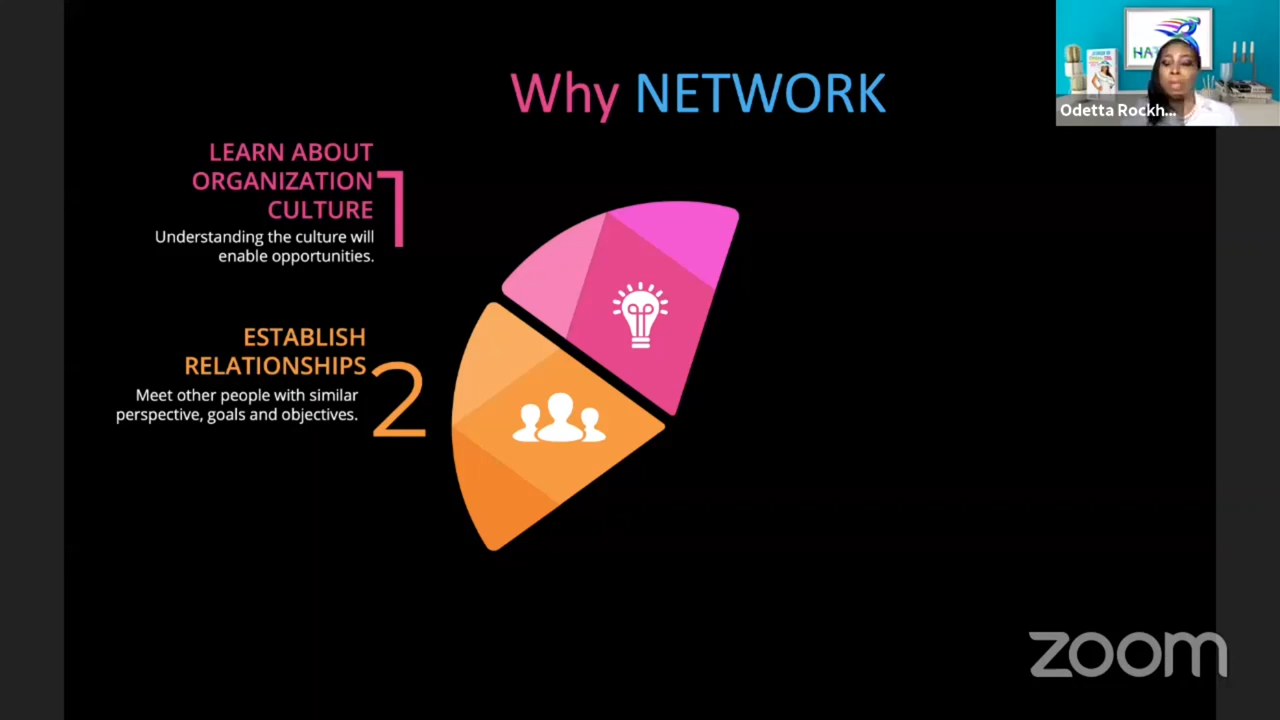 Why NETWORK
Odetta Rockh...
LEARN ABOUT
ORGANIZATION
CULTURE
1
Understanding the culture will
enable opportunities.
ESTABLISH
RELATIONSHIPS
2
Meet other people with similar
perspective, goals and objectives.
zoom